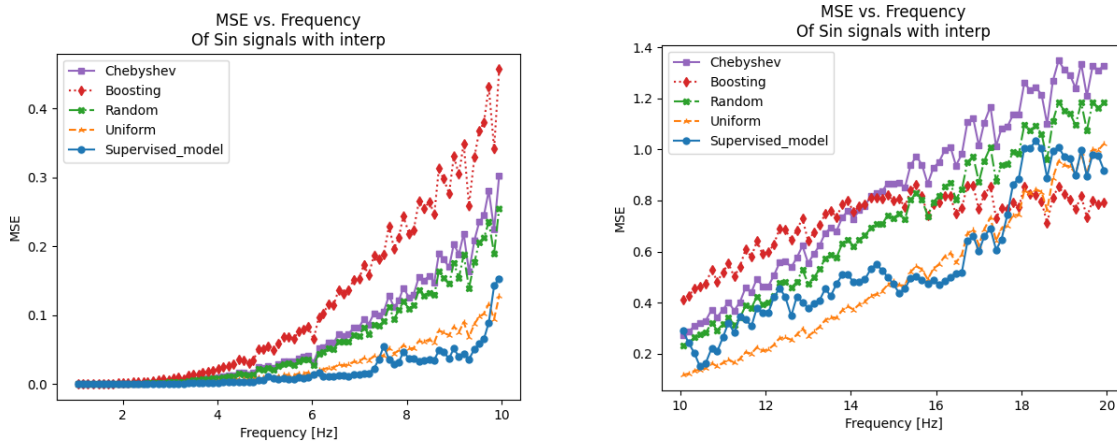 MSE vs. Frequency
Of Sin signals with interp
Chebyshev
Boosting
Random
Uniform
Supervised_model
MSE
0.4
0.3
0.2
0.1
0.0
2
4
6
8
10
Frequency [Hz]
MSE vs. Frequency
Of Sin signals with interp
Chebyshev
Boosting
Random
Uniform
Supervised_model
MSE
1.4
1.2
1.0
0.8
0.6
0.4
0.2
10
12
14
16
18
20
Frequency [Hz]